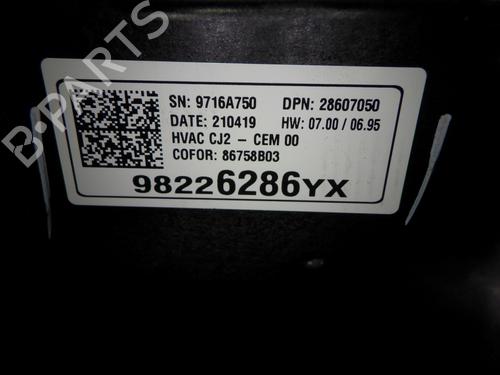 B-PARTS
SN: 9716A750 DPN: 28607050
DATE: 210419 HW: 07.00 / 06.95
HVAC CJ2 - CEM 00
COFOR: 86758B03
98226286YX